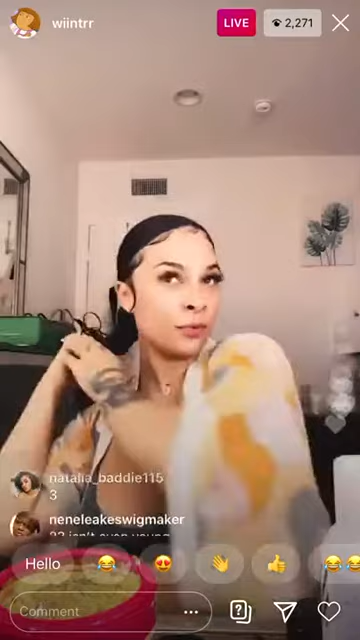 wiintrr
LIVE
2,271
natalia_baddie115
3
neneleakeswigmaker
Hello
Comment